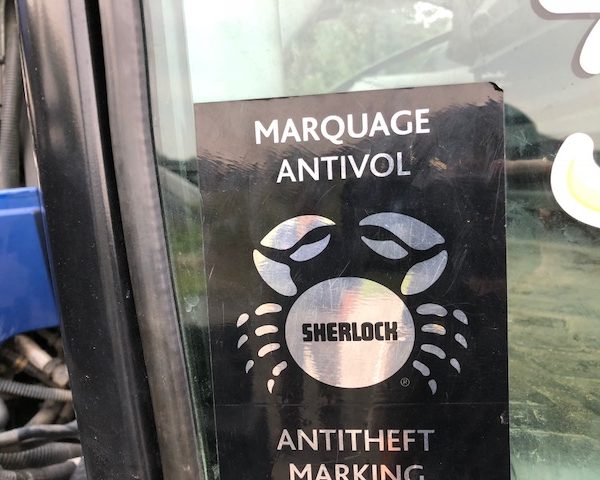 MARQUAGE
ANTIVOL
SHERLOCK
®
ANTITHEFT
MARKING